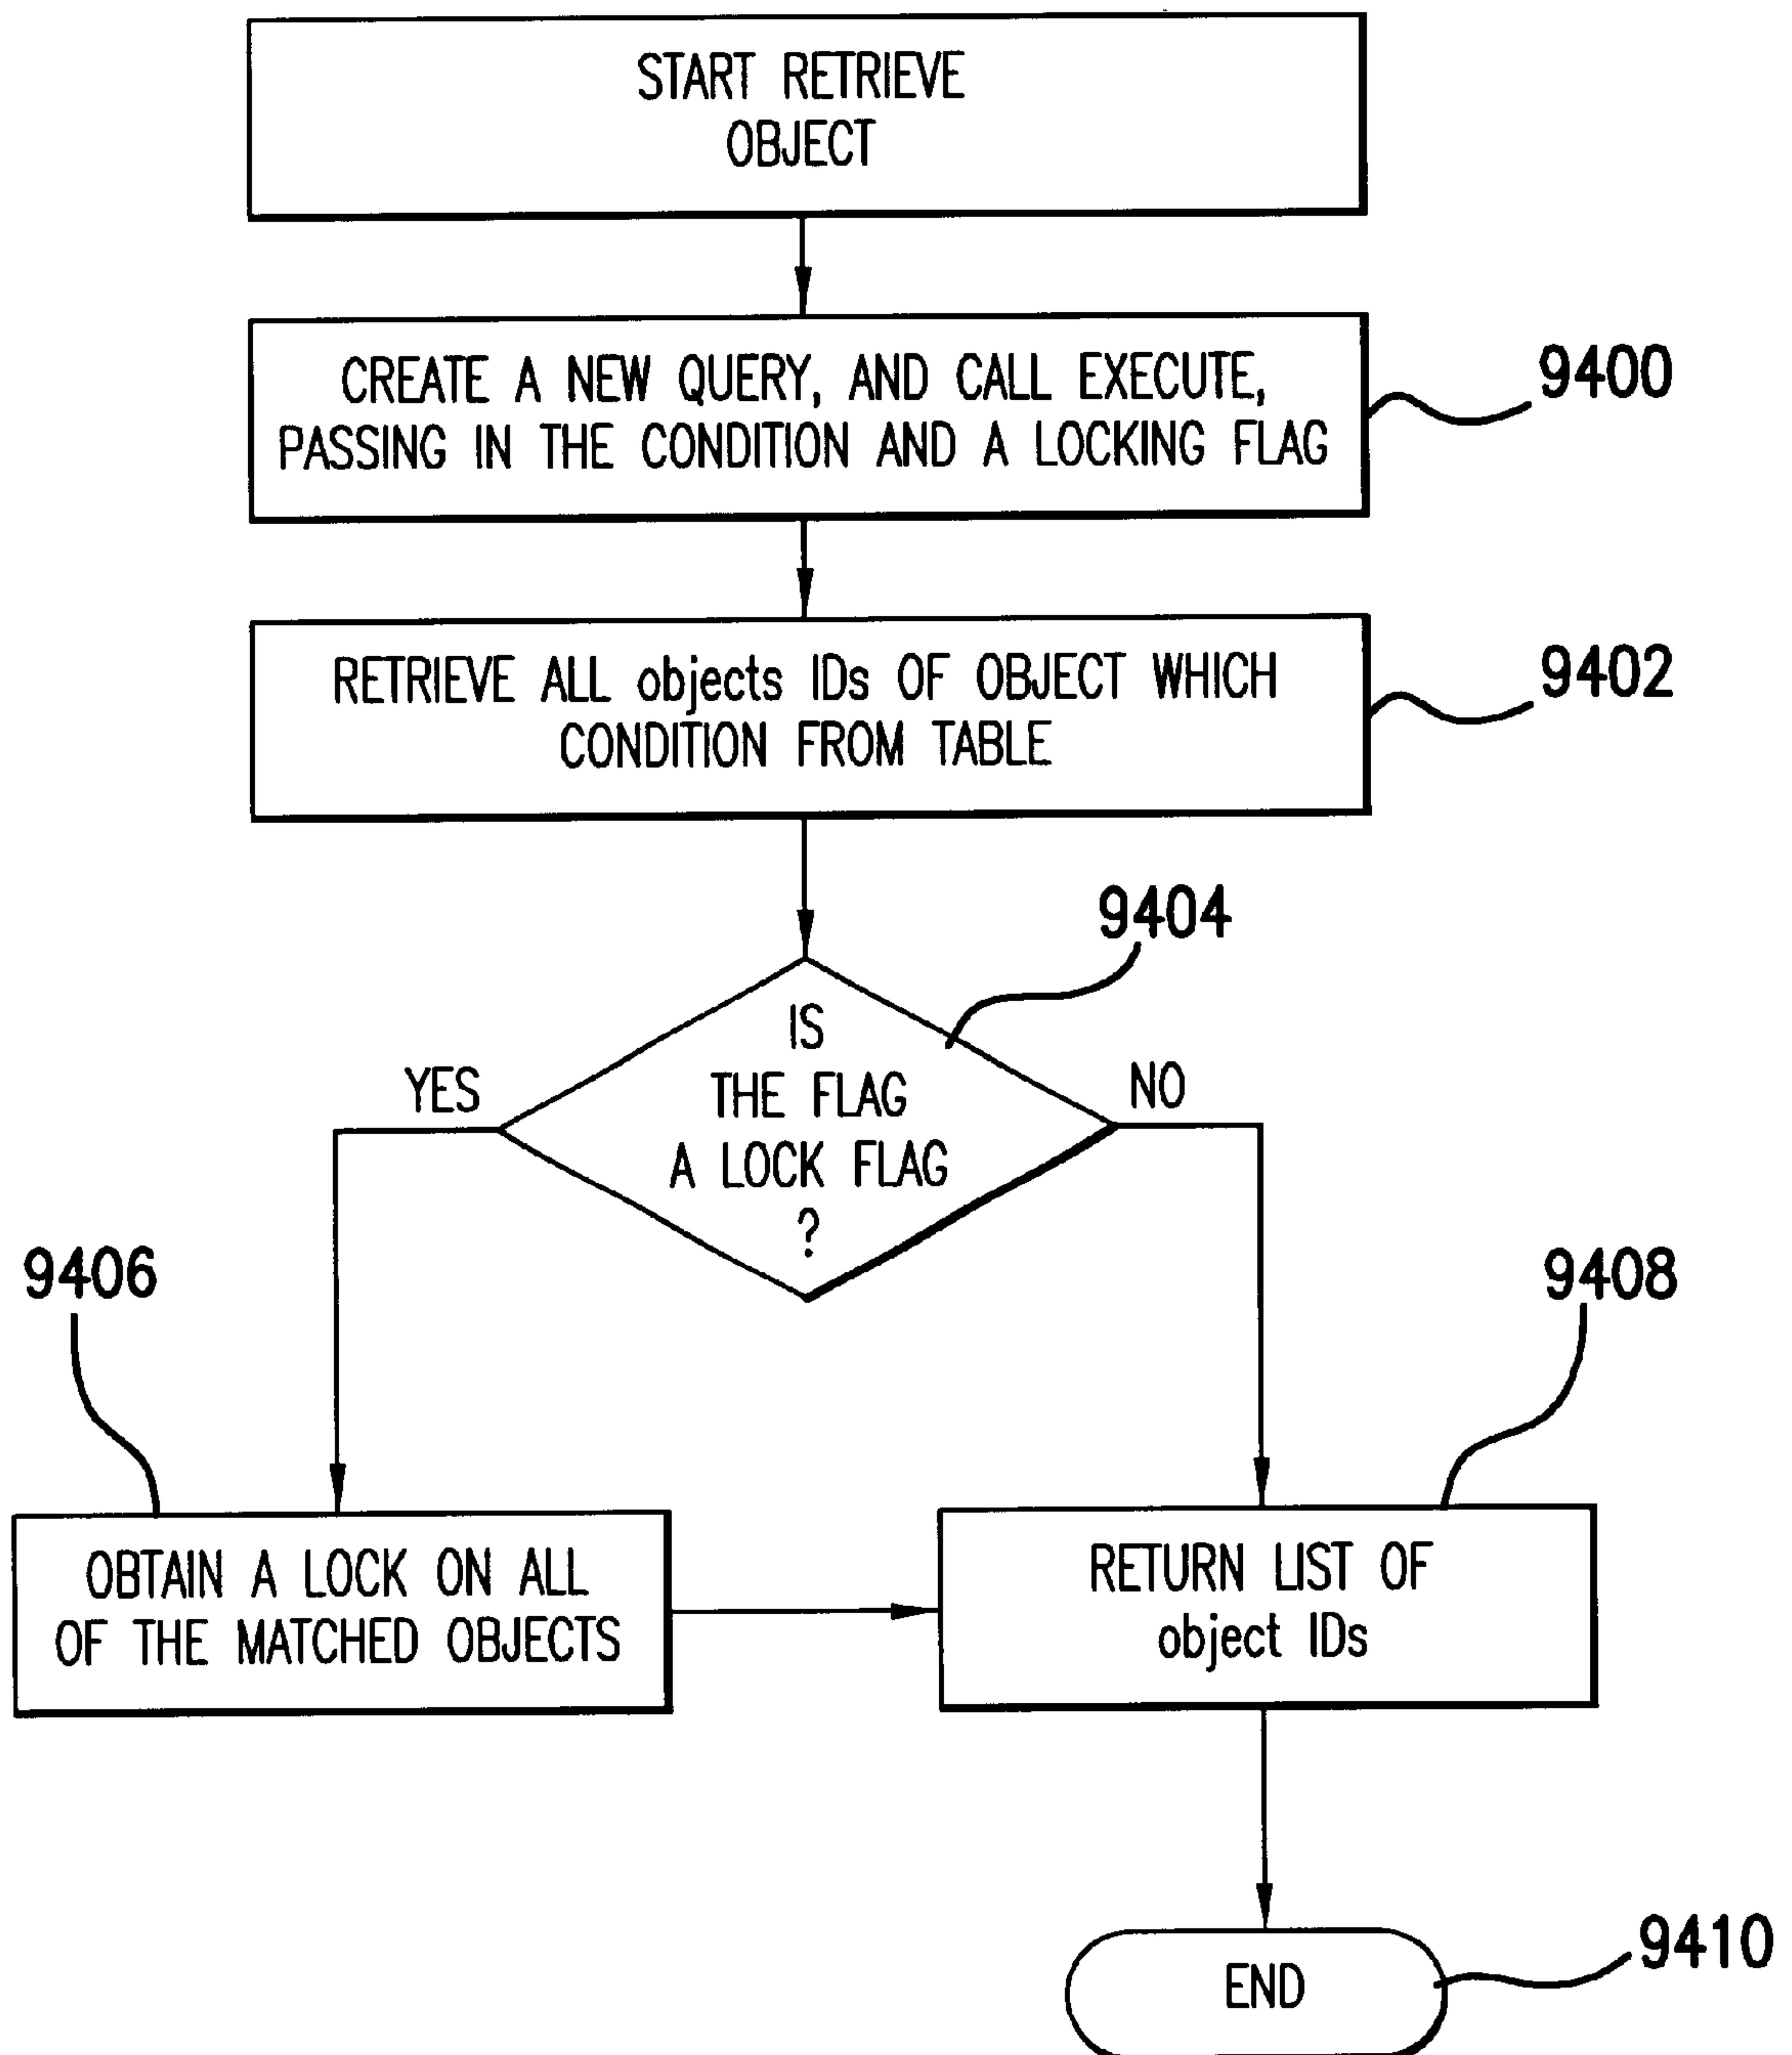 START RETRIEVE
OBJECT
CREATE A NEW QUERY, AND CALL EXECUTE,
PASSING IN THE CONDITION AND A LOCKING FLAG
9400
RETRIEVE ALL objects IDs OF OBJECT WHICH
CONDITION FROM TABLE
9402
9404
IS
THE FLAG
A LOCK FLAG
?
YES
NO
9406
9408
OBTAIN A LOCK ON ALL
OF THE MATCHED OBJECTS
RETURN LIST OF
object IDs
END
9410